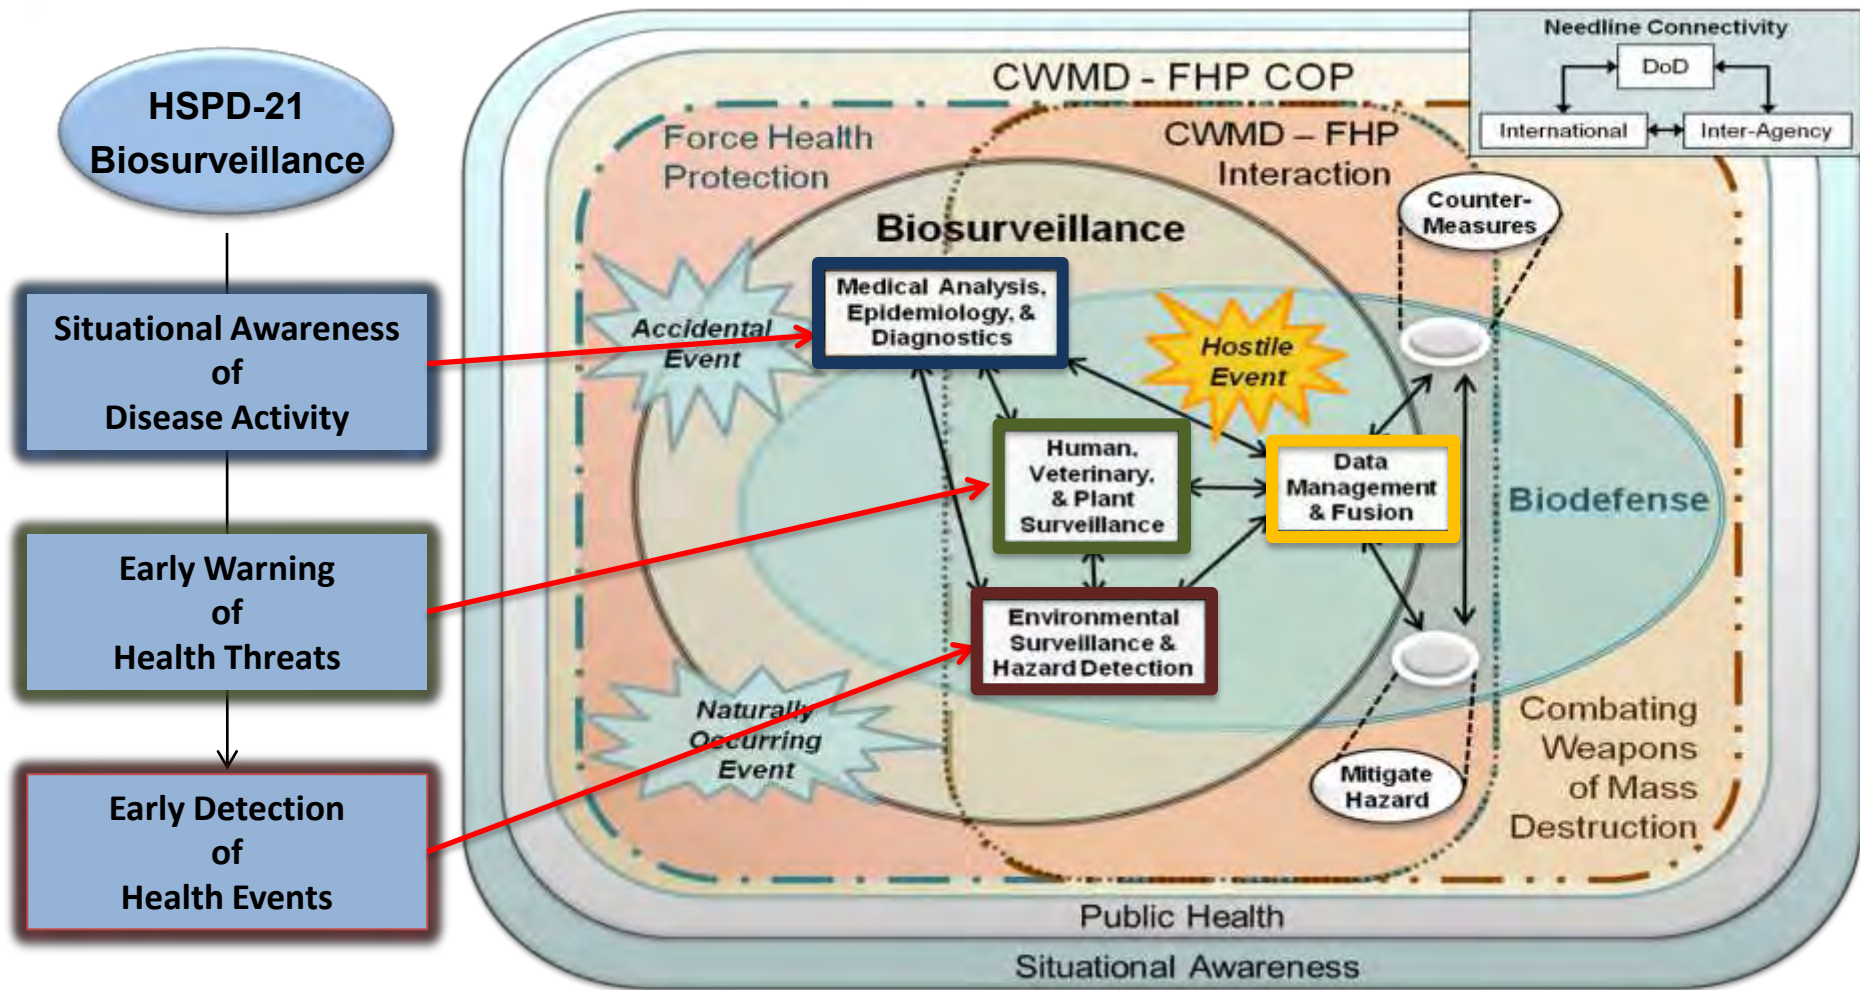 HSPD-21
Biosurveillance
Situational Awareness
of
Disease Activity
Early Warning
of
Health Threats
Early Detection
of
Health Events
Needline Connectivity
DoD
International
Inter-Agency
CWMD - FHP COP
Force Health
Protection
CWMD – FHP
Interaction
Counter-
Measures
Biosurveillance
Accidental
Event
Medical Analysis,
Epidemiology, &
Diagnostics
Hostile
Event
Human,
Veterinary,
& Plant
Surveillance
Data
Management
& Fusion
Biodefense
Environmental
Surveillance &
Hazard Detection
Naturally
Occurring
Event
Mitigate
Hazard
Combating
Weapons
of Mass
Destruction
Public Health
Situational Awareness